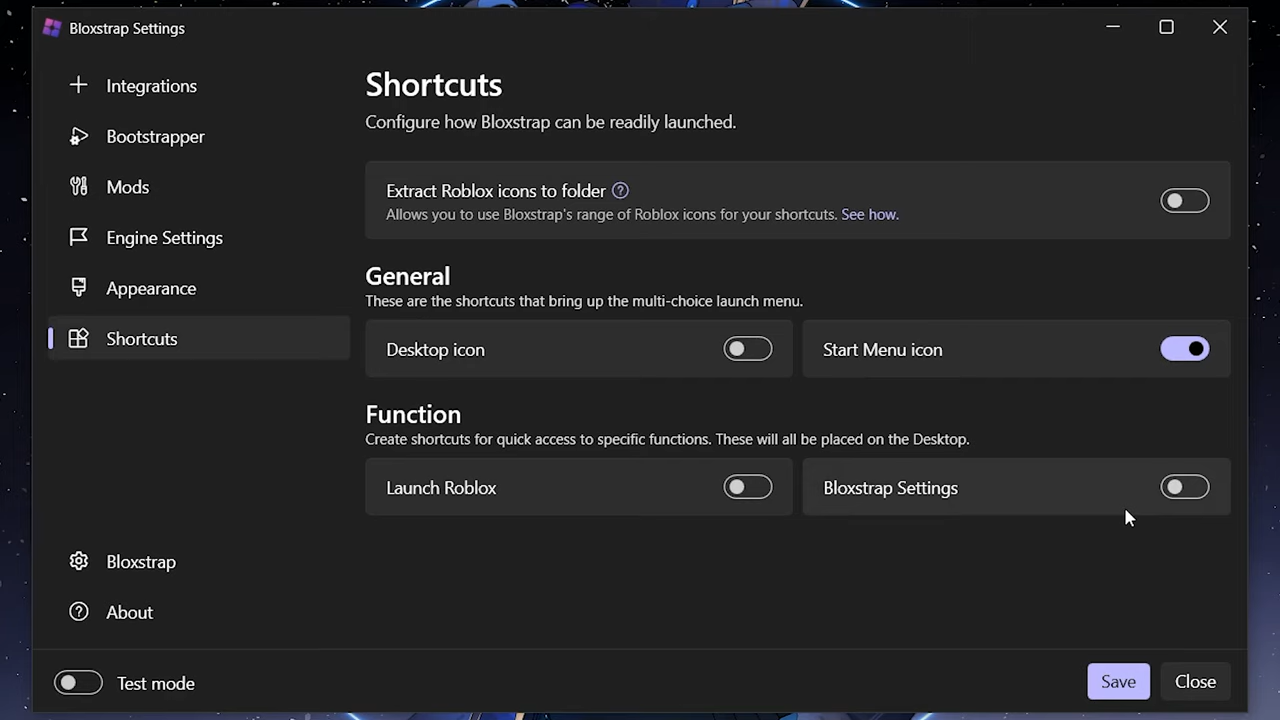 Bloxstrap Settings
Integrations
Bootstrapper
Mods
Engine Settings
Appearance
Shortcuts
Bloxstrap
About
Shortcuts
Configure how Bloxstrap can be readily launched.
Extract Roblox icons to folder
Allows you to use Bloxstrap's range of Roblox icons for your shortcuts. See how.
General
These are the shortcuts that bring up the multi-choice launch menu.
Desktop icon
Start Menu icon
Function
Create shortcuts for quick access to specific functions. These will all be placed on the Desktop.
Launch Roblox
Bloxstrap Settings
Test mode
Save
Close